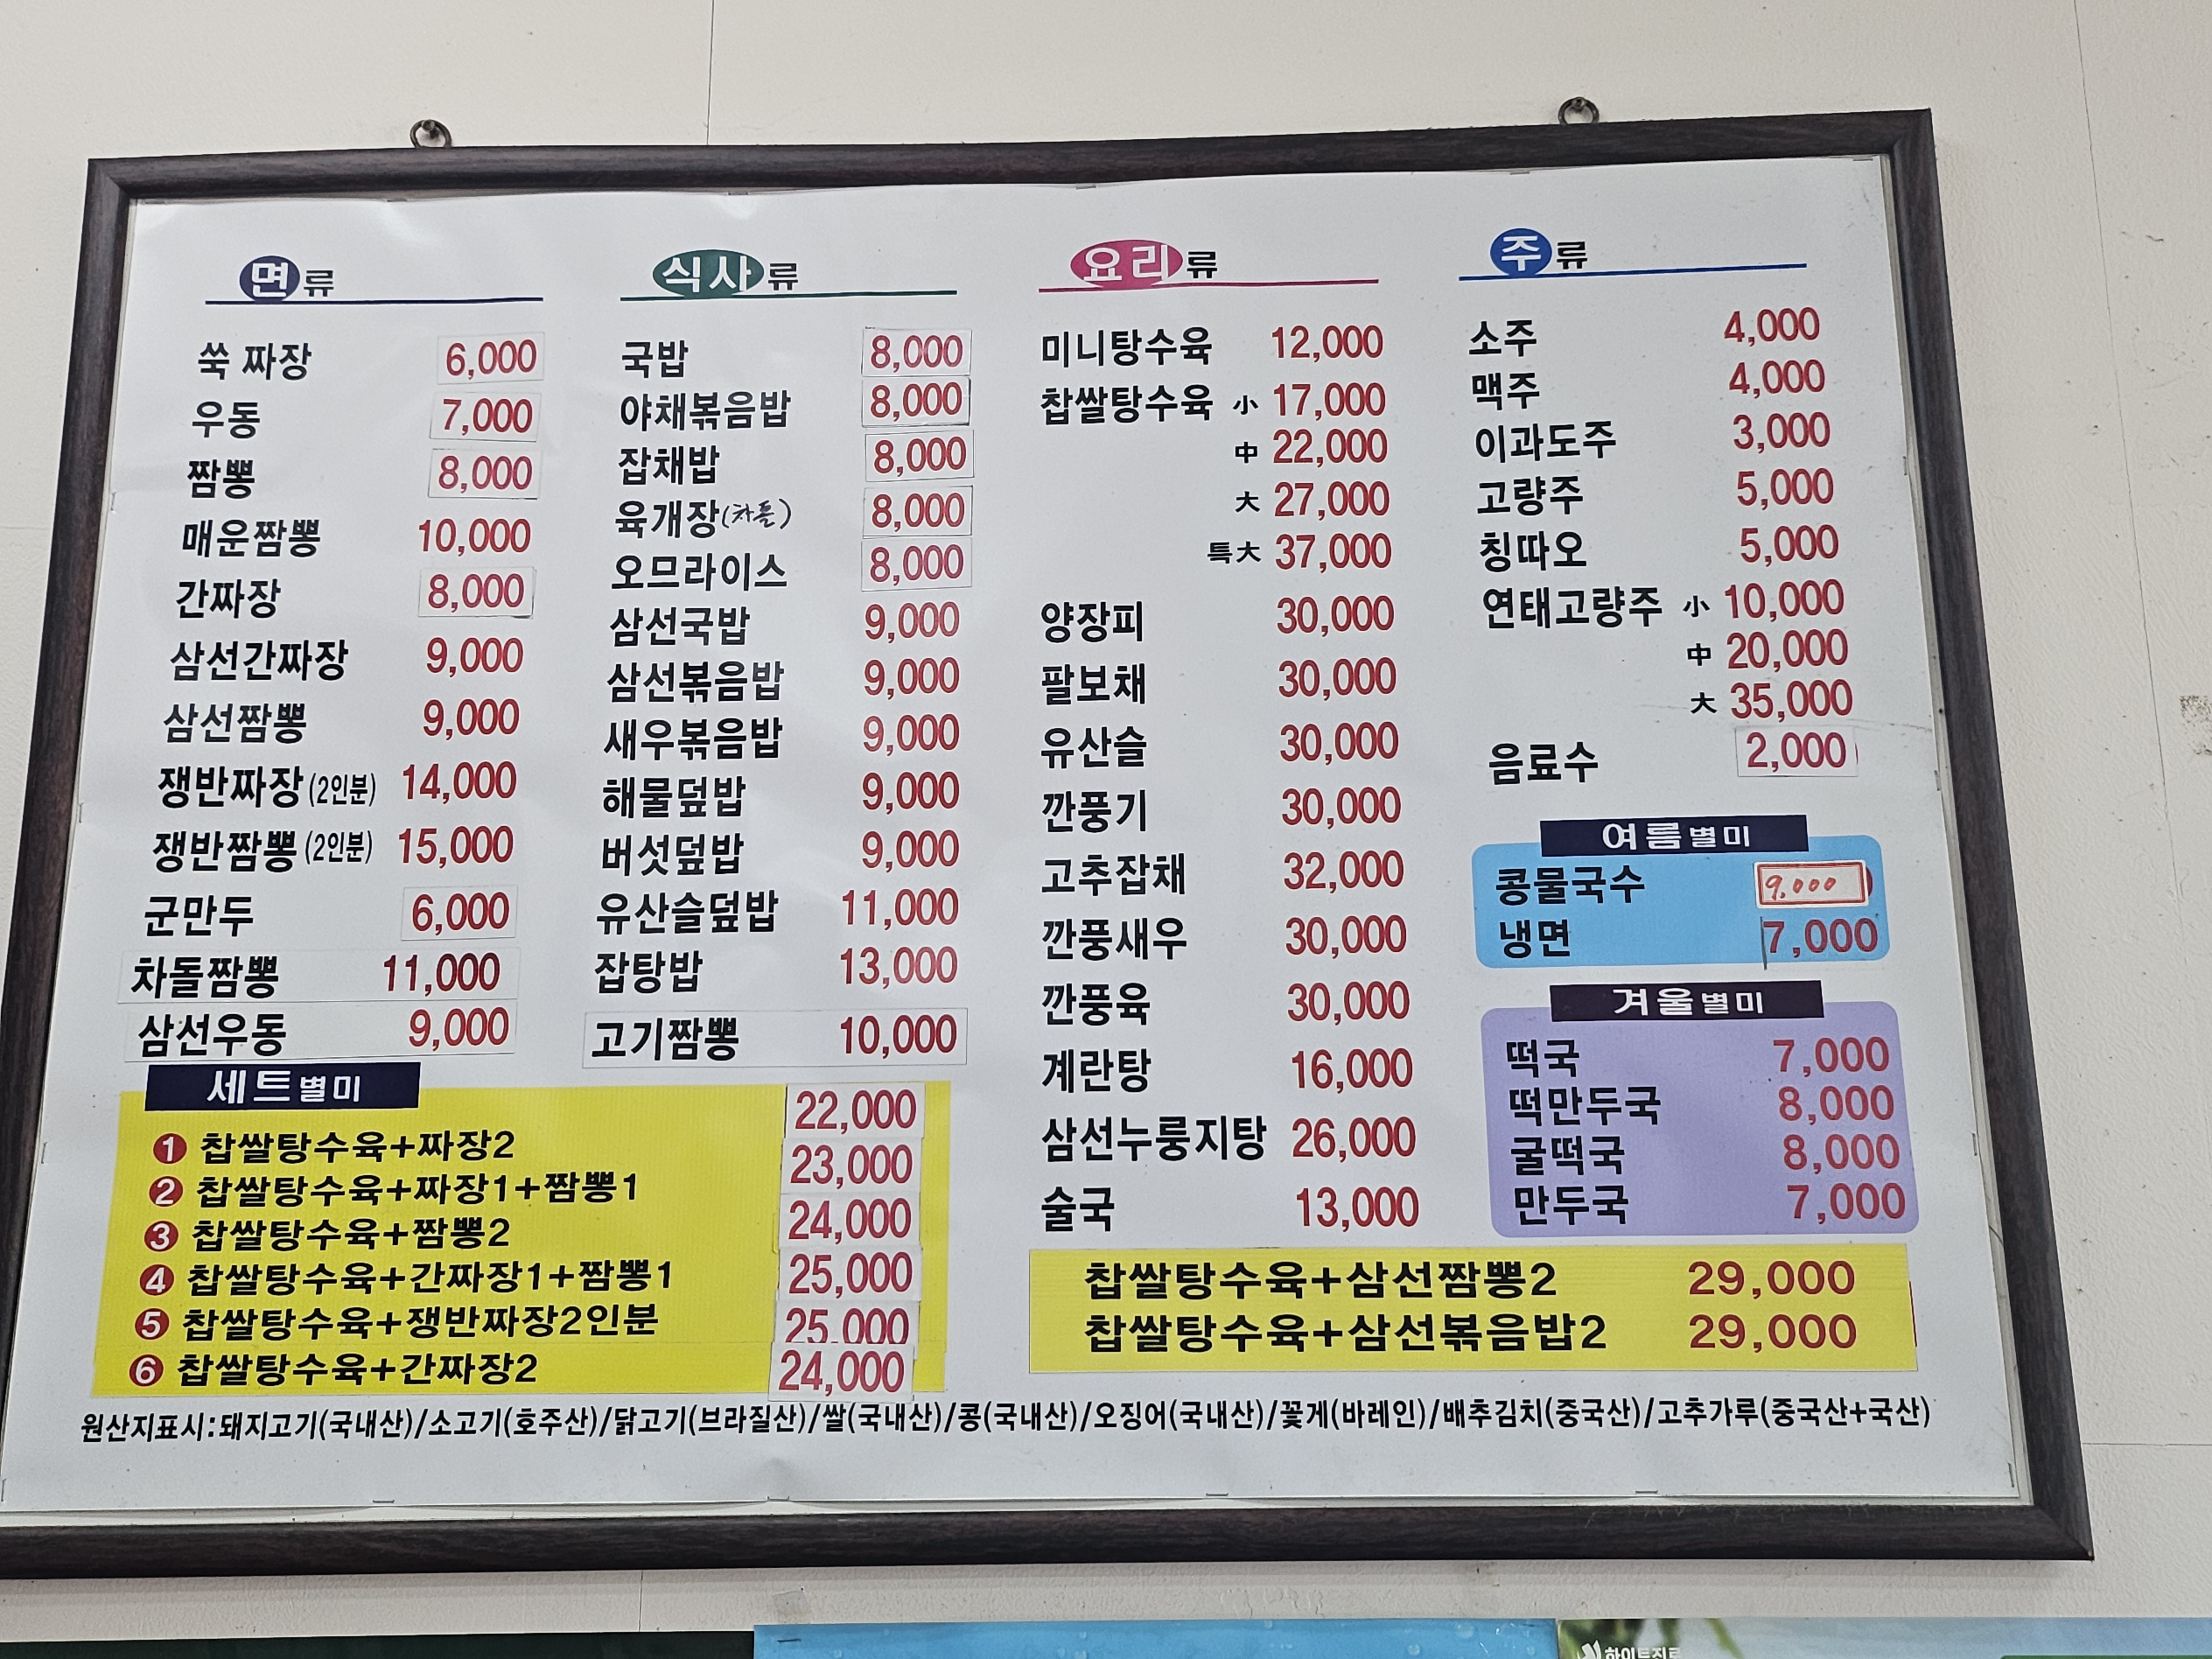 면류
쑥 짜장 6,000
우동 7,000
짬뽕 8,000
매운짬뽕 10,000
간짜장 8,000
삼선간짜장 9,000
삼선짬뽕 9,000
쟁반짜장(2인분) 14,000
쟁반짬뽕(2인분) 15,000
군만두 6,000
차돌짬뽕 11,000
삼선우동 9,000
식사류
국밥 8,000
야채볶음밥 8,000
잡채밥 8,000
육개장(차돌) 8,000
오므라이스 8,000
삼선국밥 9,000
삼선볶음밥 9,000
새우볶음밥 9,000
해물덮밥 9,000
버섯덮밥 9,000
유산슬덮밥 11,000
잡탕밥 13,000
고기짬뽕 10,000
세트별미
1 찹쌀탕수육+짜장2 22,000
2 찹쌀탕수육+짜장1+짬뽕1 23,000
3 찹쌀탕수육+짬뽕2 24,000
4 찹쌀탕수육+간짜장1+짬뽕1 25,000
5 찹쌀탕수육+쟁반짜장2인분 25,000
6 찹쌀탕수육+간짜장2 24,000
요리류
미니탕수육 12,000
찹쌀탕수육 小 17,000
中 22,000
大 27,000
특大 37,000
양장피 30,000
팔보채 30,000
유산슬 30,000
깐풍기 30,000
고추잡채 32,000
깐풍새우 30,000
깐풍육 30,000
계란탕 16,000
삼선누룽지탕 26,000
술국 13,000
주류
소주 4,000
맥주 4,000
이과도주 3,000
고량주 5,000
칭따오 5,000
연태고량주 小 10,000
中 20,000
大 35,000
음료수 2,000
여름별미
콩물국수 9,000
냉면 7,000
겨울별미
떡국 7,000
떡만두국 8,000
굴떡국 8,000
만두국 7,000
찹쌀탕수육+삼선짬뽕2 29,000
찹쌀탕수육+삼선볶음밥2 29,000
원산지표시:돼지고기(국내산)/소고기(호주산)/닭고기(브라질산)/쌀(국내산)/콩(국내산)/오징어(국내산)/꽃게(바레인)/배추김치(중국산)/고추가루(중국산+국산)
하이트진로